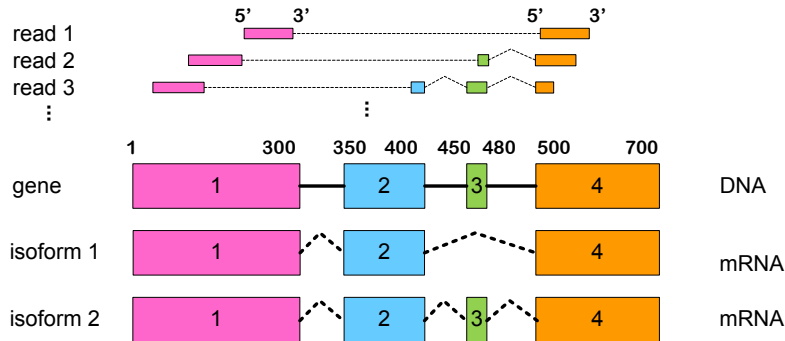 5’ 3’ 5’ 3’
read 1
read 2
read 3
1 300 350 400 450 480 500 700
gene 1 2 3 4 DNA
isoform 1 1 2 4 mRNA
isoform 2 1 2 3 4 mRNA